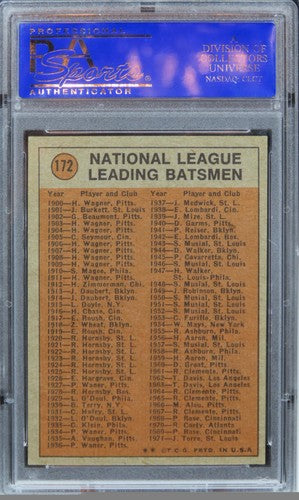 PROFESSIONAL
PSA
Sports
AUTHENTICATOR
A
DIVISION OF
COLLECTORS
UNIVERSE
NASDAQ: CLCT
172
NATIONAL LEAGUE
LEADING BATSMEN
Year Player and Club
1900—H. Wagner, Pitts.
1901—J. Burkett, St. Louis
1902—G. Beaumont, Pitts.
1903—H. Wagner, Pitts.
1904—H. Wagner, Pitts.
1905—C. Seymour, Cin.
1906—H. Wagner, Pitts.
1907—H. Wagner, Pitts.
1908—H. Wagner, Pitts.
1909—H. Wagner, Pitts.
1910—S. Magee, Phila.
1911—H. Wagner, Pitts.
1912—H. Zimmerman, Chi.
1913—J. Daubert, Bklyn.
1914—J. Daubert, Bklyn.
1915—L. Doyle, N.Y.
1916—H. Chase, Cin.
1917—E. Roush, Cin.
1918—Z. Wheat, Bklyn.
1919—E. Roush, Cin.
1920—R. Hornsby, St. L.
1921—R. Hornsby, St. L.
1922—R. Hornsby, St. L.
1923—R. Hornsby, St. L.
1924—R. Hornsby, St. L.
1925—R. Hornsby, St. L.
1926—E. Hargrave, Cin.
1927—P. Waner, Pitts.
1928—R. Hornsby, Bos.
1929—L. O'Doul, Phila.
1930—B. Terry, N.Y.
1931—C. Hafey, St. L.
1932—L. O'Doul, Bklyn.
1933—C. Klein, Phila.
1934—P. Waner, Pitts.
1935—A. Vaughan, Pitts.
1936—P. Waner, Pitts.
Year Player and Club
1937—J. Medwick, St. L.
1938—E. Lombardi, Cin.
1939—J. Mize, St. L.
1940—D. Garms, Pitts.
1941—P. Reiser, Bklyn.
1942—E. Lombardi, Bos.
1943—S. Musial, St. Louis
1944—D. Walker, Bklyn.
1945—P. Cavarretta, Chi.
1946—S. Musial, St. Louis
1947—H. Walker
St. Louis-Phila.
1948—S. Musial, St. Louis
1949—J. Robinson, Bklyn.
1950—S. Musial, St. Louis
1951—S. Musial, St. Louis
1952—S. Musial, St. Louis
1953—C. Furillo, Bklyn.
1954—W. Mays, New York
1955—R. Ashburn, Phila.
1956—H. Aaron, Mil.
1957—S. Musial, St. Louis
1958—R. Ashburn, Phila.
1959—H. Aaron, Mil.
1960—D. Groat, Pitts.
1961—R. Clemente, Pitts.
1962—T. Davis, Los Angeles
1963—T. Davis, Los Angeles
1964—R. Clemente, Pitts.
1965—R. Clemente, Pitts.
1966—M. Alou, Pitts.
1967—R. Clemente, Pitts.
1968—P. Rose, Cincinnati
1969—P. Rose, Cincinnati
1970—R. Carty, Atlanta
1971—J. Torre, St. Louis
** © T.C.G. PRTD. IN U.S.A.